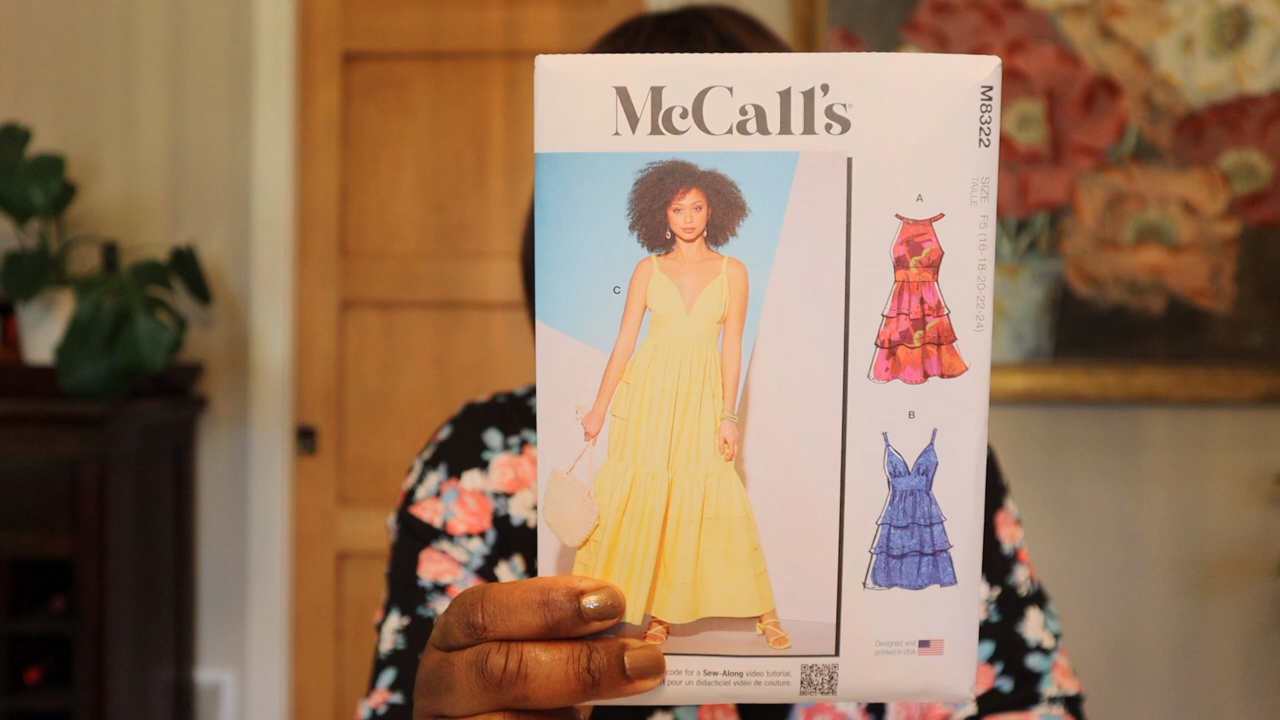 McCall's
M8322
SIZE F5 (16-18-20-22-24)
TAILLE
A
C
B
Designed and
printed in USA
code for a Sew-Along video tutorial.
pour un didacticiel vidéo de couture.